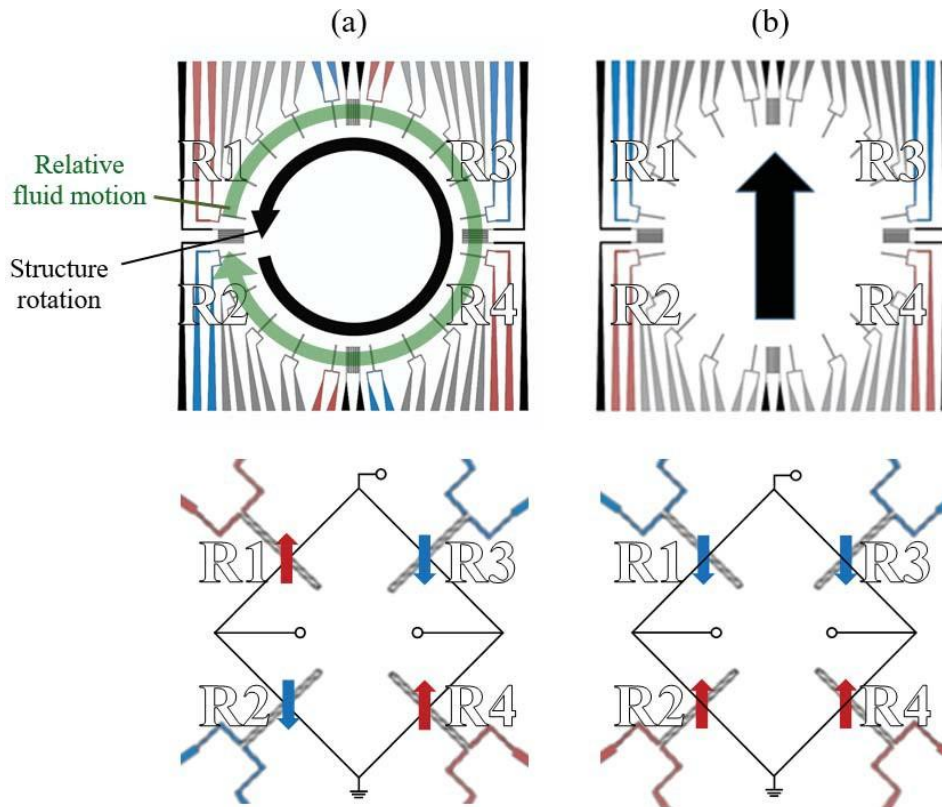 (a)
(b)
R1
R3
R1
R3
Relative
fluid motion
Structure
rotation
R2
R4
R2
R4
R1
R3
R1
R3
R2
R4
R2
R4